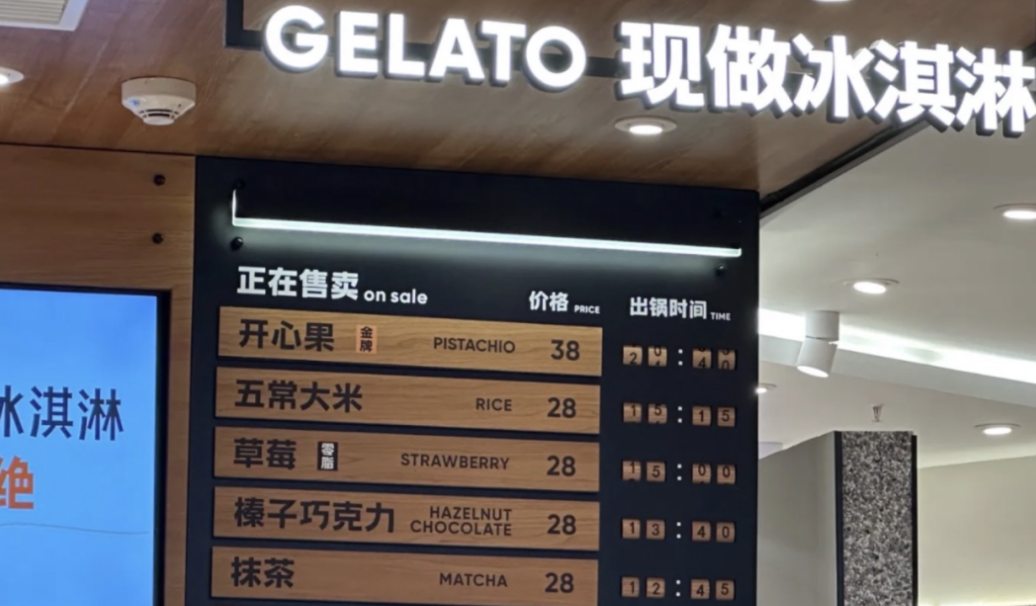 GELATO 现做冰淇淋
正在售卖 on sale 价格 PRICE 出锅时间 TIME
开心果 金牌 PISTACHIO 38 20:40
五常大米 RICE 28 15:15
草莓 零脂 STRAWBERRY 28 15:00
榛子巧克力 HAZELNUT CHOCOLATE 28 13:40
抹茶 MATCHA 28 12:45
冰淇淋
绝